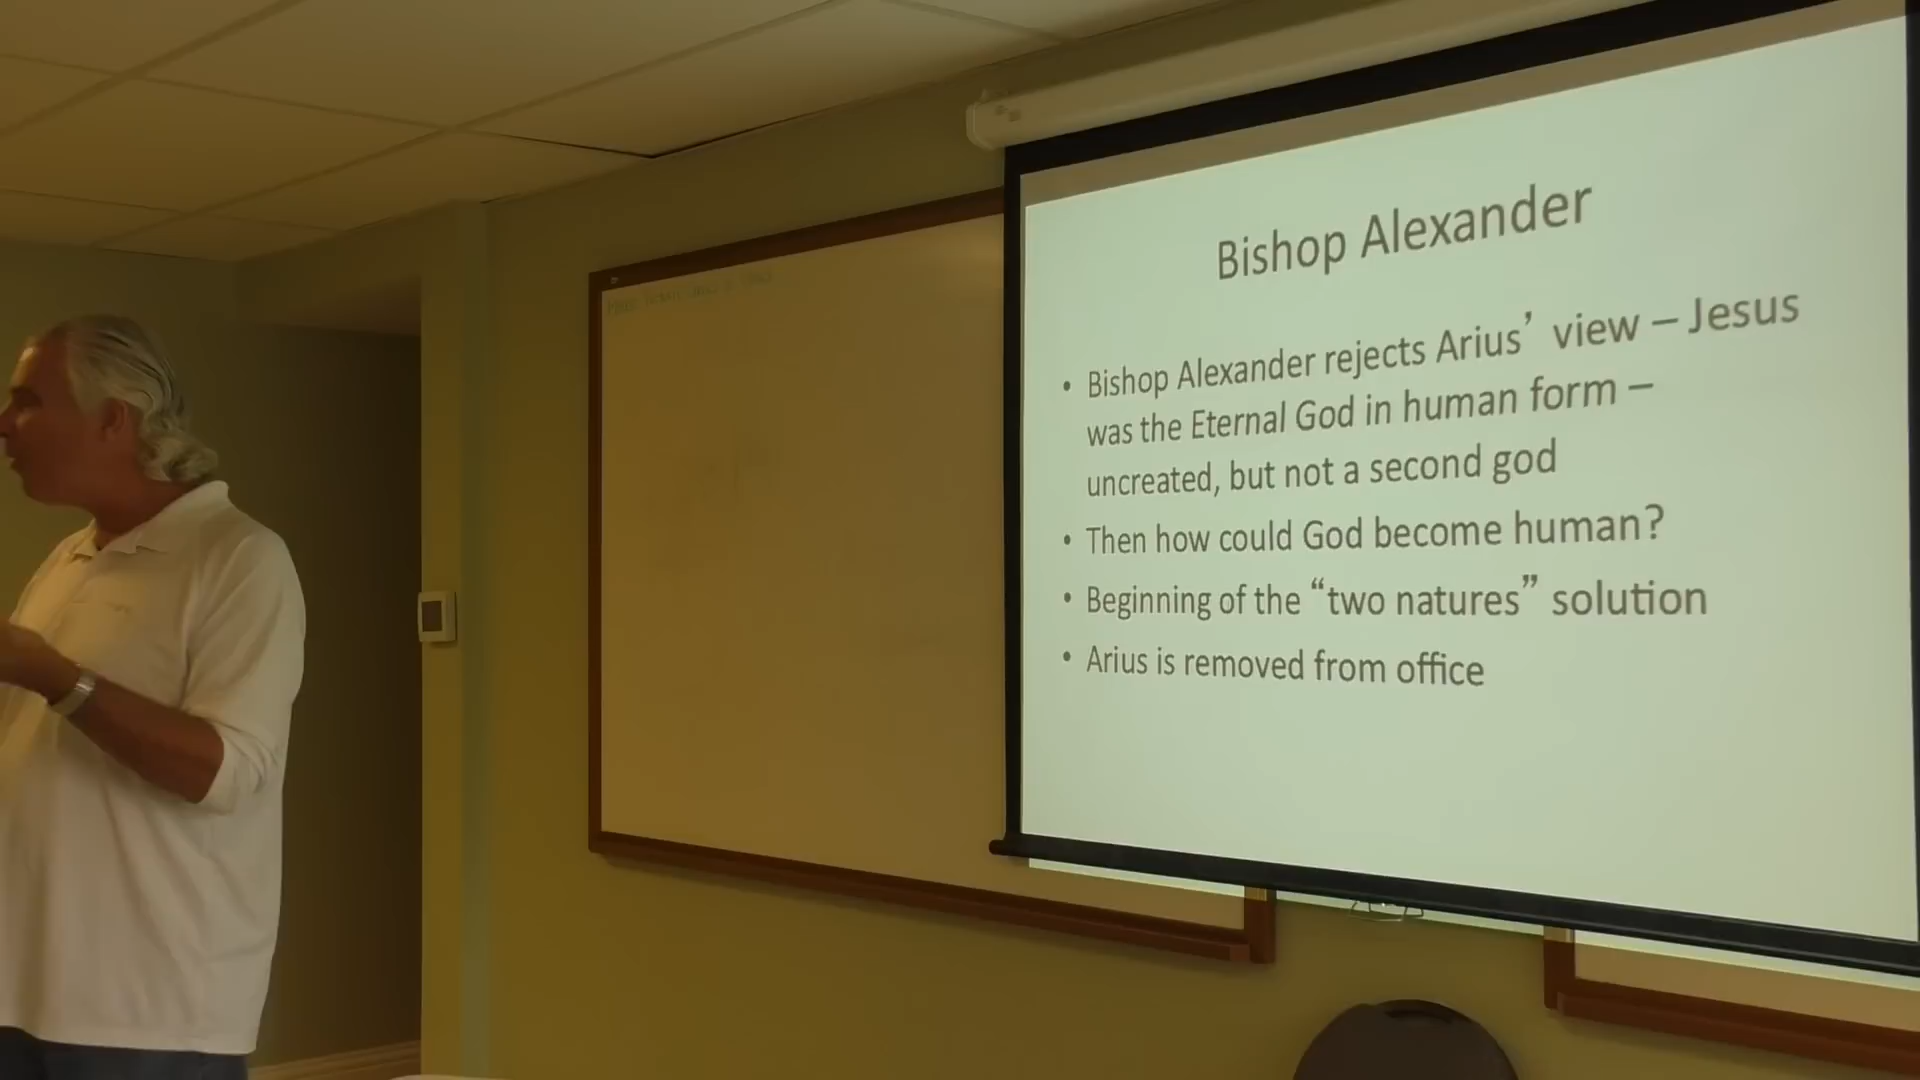 Bishop Alexander
• Bishop Alexander rejects Arius’ view – Jesus
was the Eternal God in human form –
uncreated, but not a second god
• Then how could God become human?
• Beginning of the “two natures” solution
• Arius is removed from office